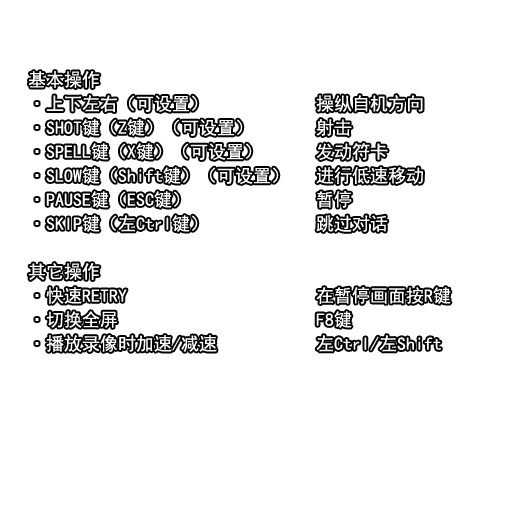 基本操作
・上下左右（可设置） 操纵自机方向
・SHOT键（Z键）（可设置） 射击
・SPELL键（X键）（可设置） 发动符卡
・SLOW键（Shift键）（可设置） 进行低速移动
・PAUSE键（ESC键） 暂停
・SKIP键（左Ctrl键） 跳过对话
其它操作
・快速RETRY 在暂停画面按R键
・切换全屏 F8键
・播放录像时加速/减速 左Ctrl/左Shift